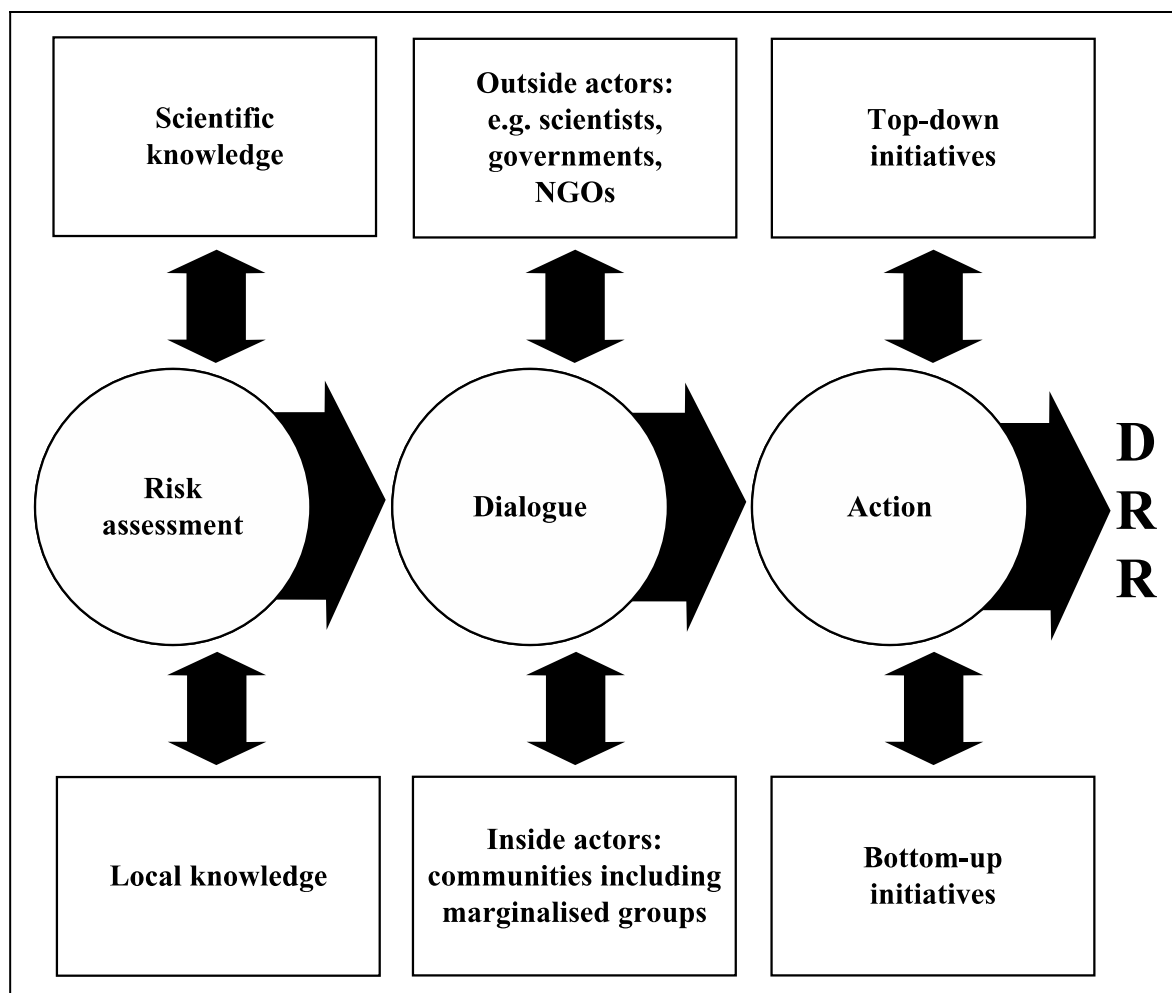 Scientific
knowledge
Outside actors:
e.g. scientists,
governments,
NGOs
Top-down
initiatives
Risk
assessment
Dialogue
Action
D
R
R
Local knowledge
Inside actors:
communities including
marginalised groups
Bottom-up
initiatives